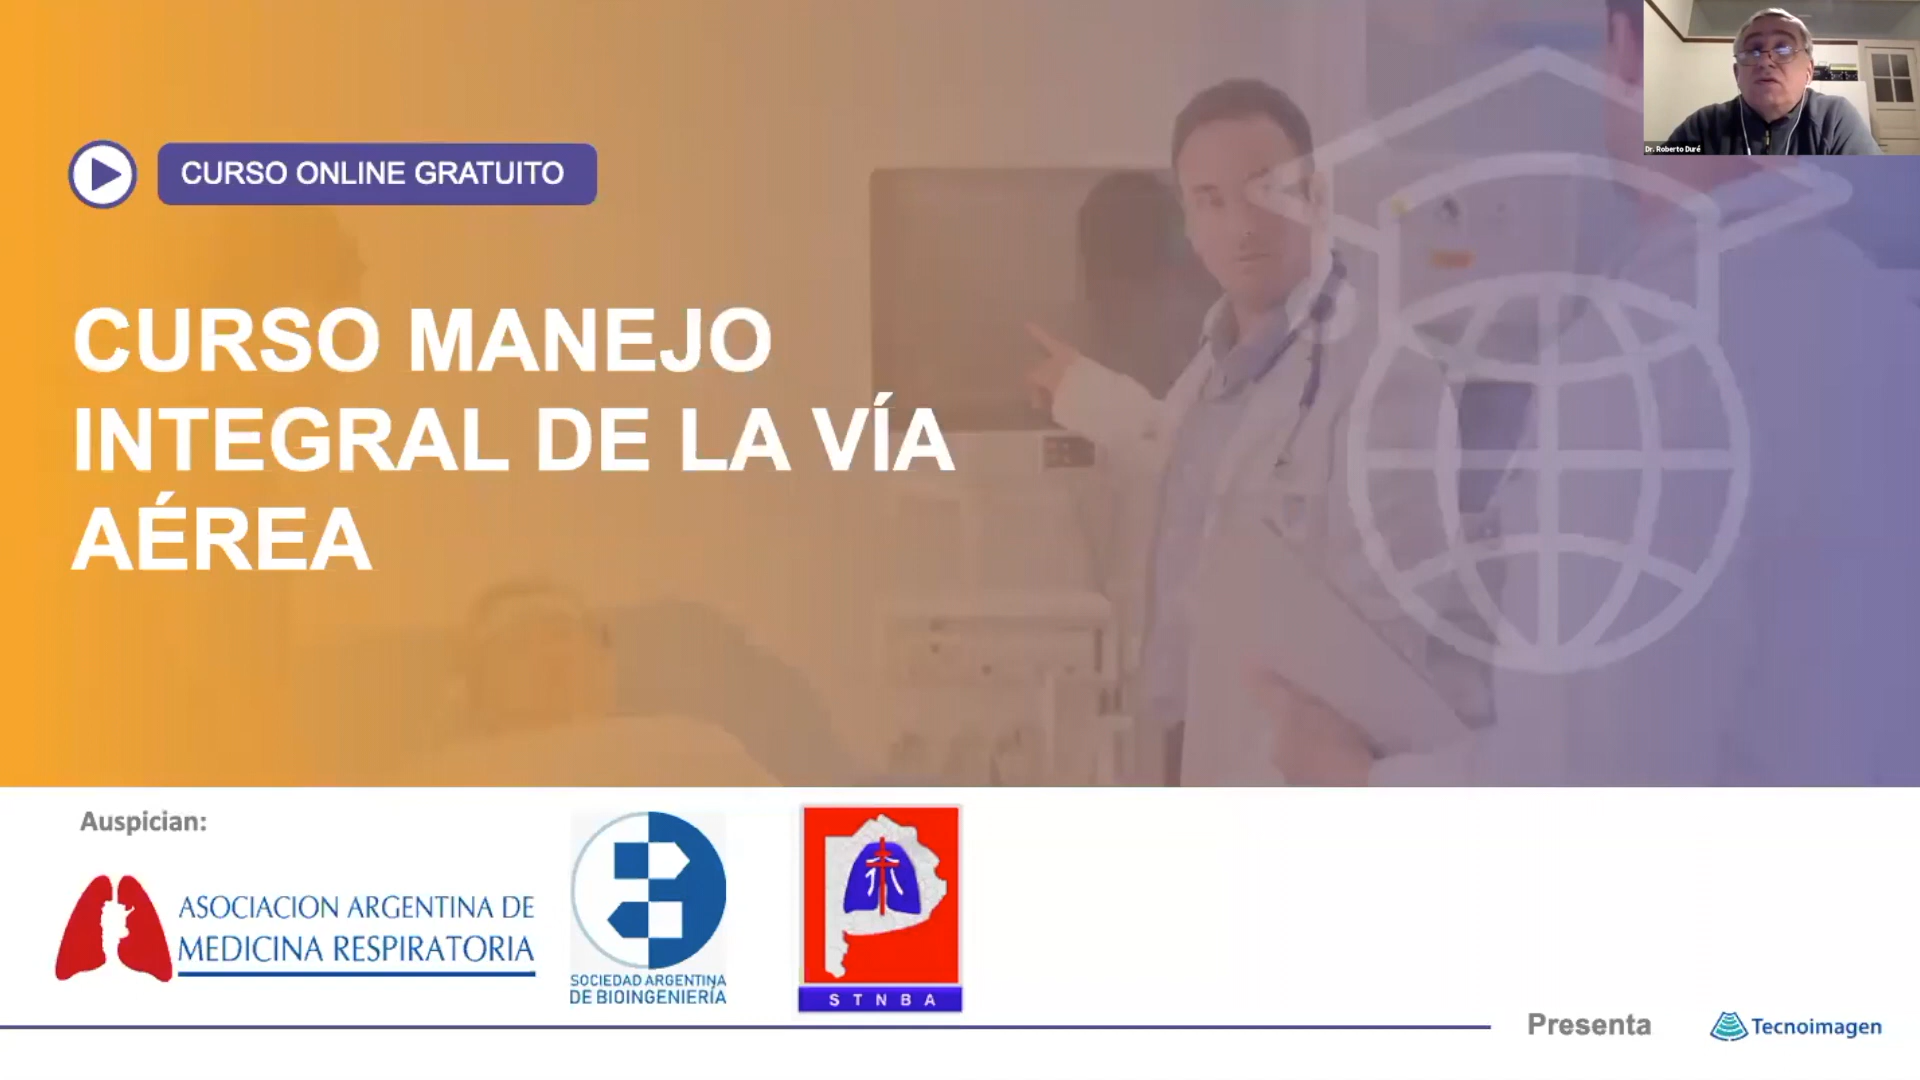 Dr. Roberto Duré
CURSO ONLINE GRATUITO
CURSO MANEJO
INTEGRAL DE LA VÍA
AÉREA
Auspician:
ASOCIACION ARGENTINA DE
MEDICINA RESPIRATORIA
SOCIEDAD ARGENTINA
DE BIOINGENIERÍA
STNBA
Presenta
Tecnoimagen